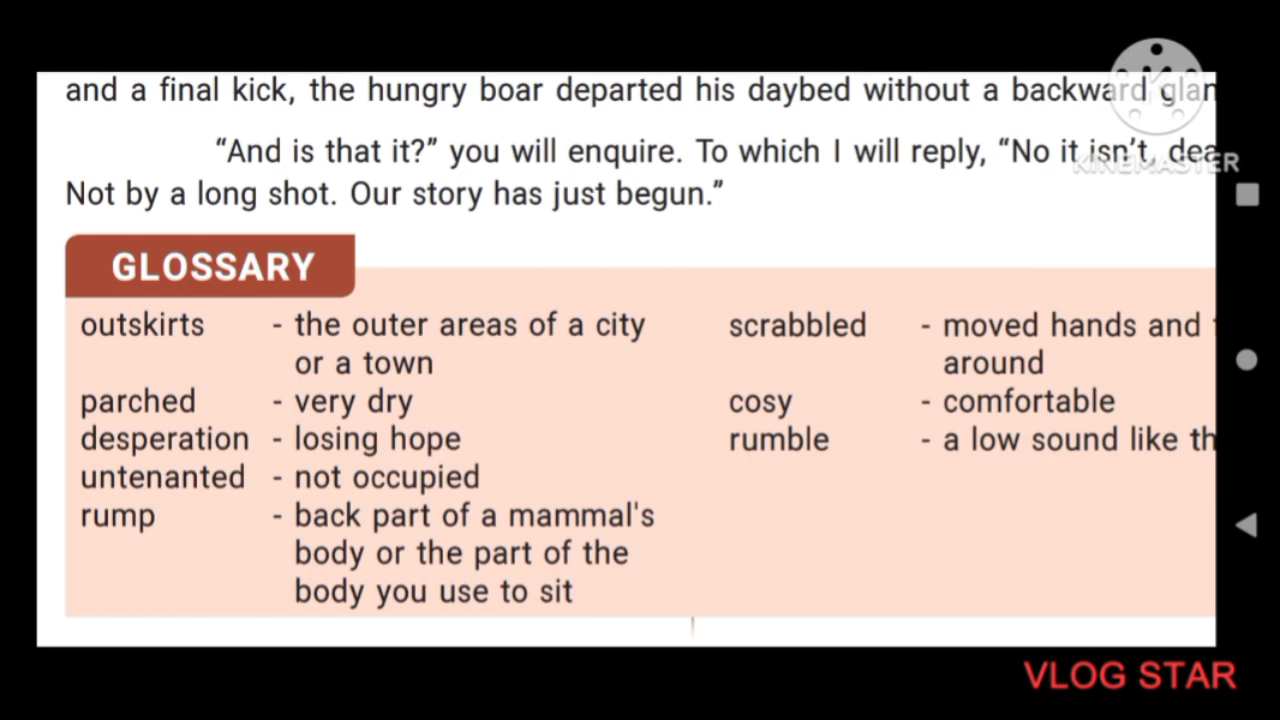 and a final kick, the hungry boar departed his daybed without a backward
“And is that it?” you will enquire. To which I will reply, “No it isn’t,
KINEMASTER
Not by a long shot. Our story has just begun.”
GLOSSARY
outskirts - the outer areas of a city
or a town
parched - very dry
desperation - losing hope
untenanted - not occupied
rump - back part of a mammal's
body or the part of the
body you use to sit
scrabbled - moved hands and
around
cosy - comfortable
rumble - a low sound like
VLOG STAR